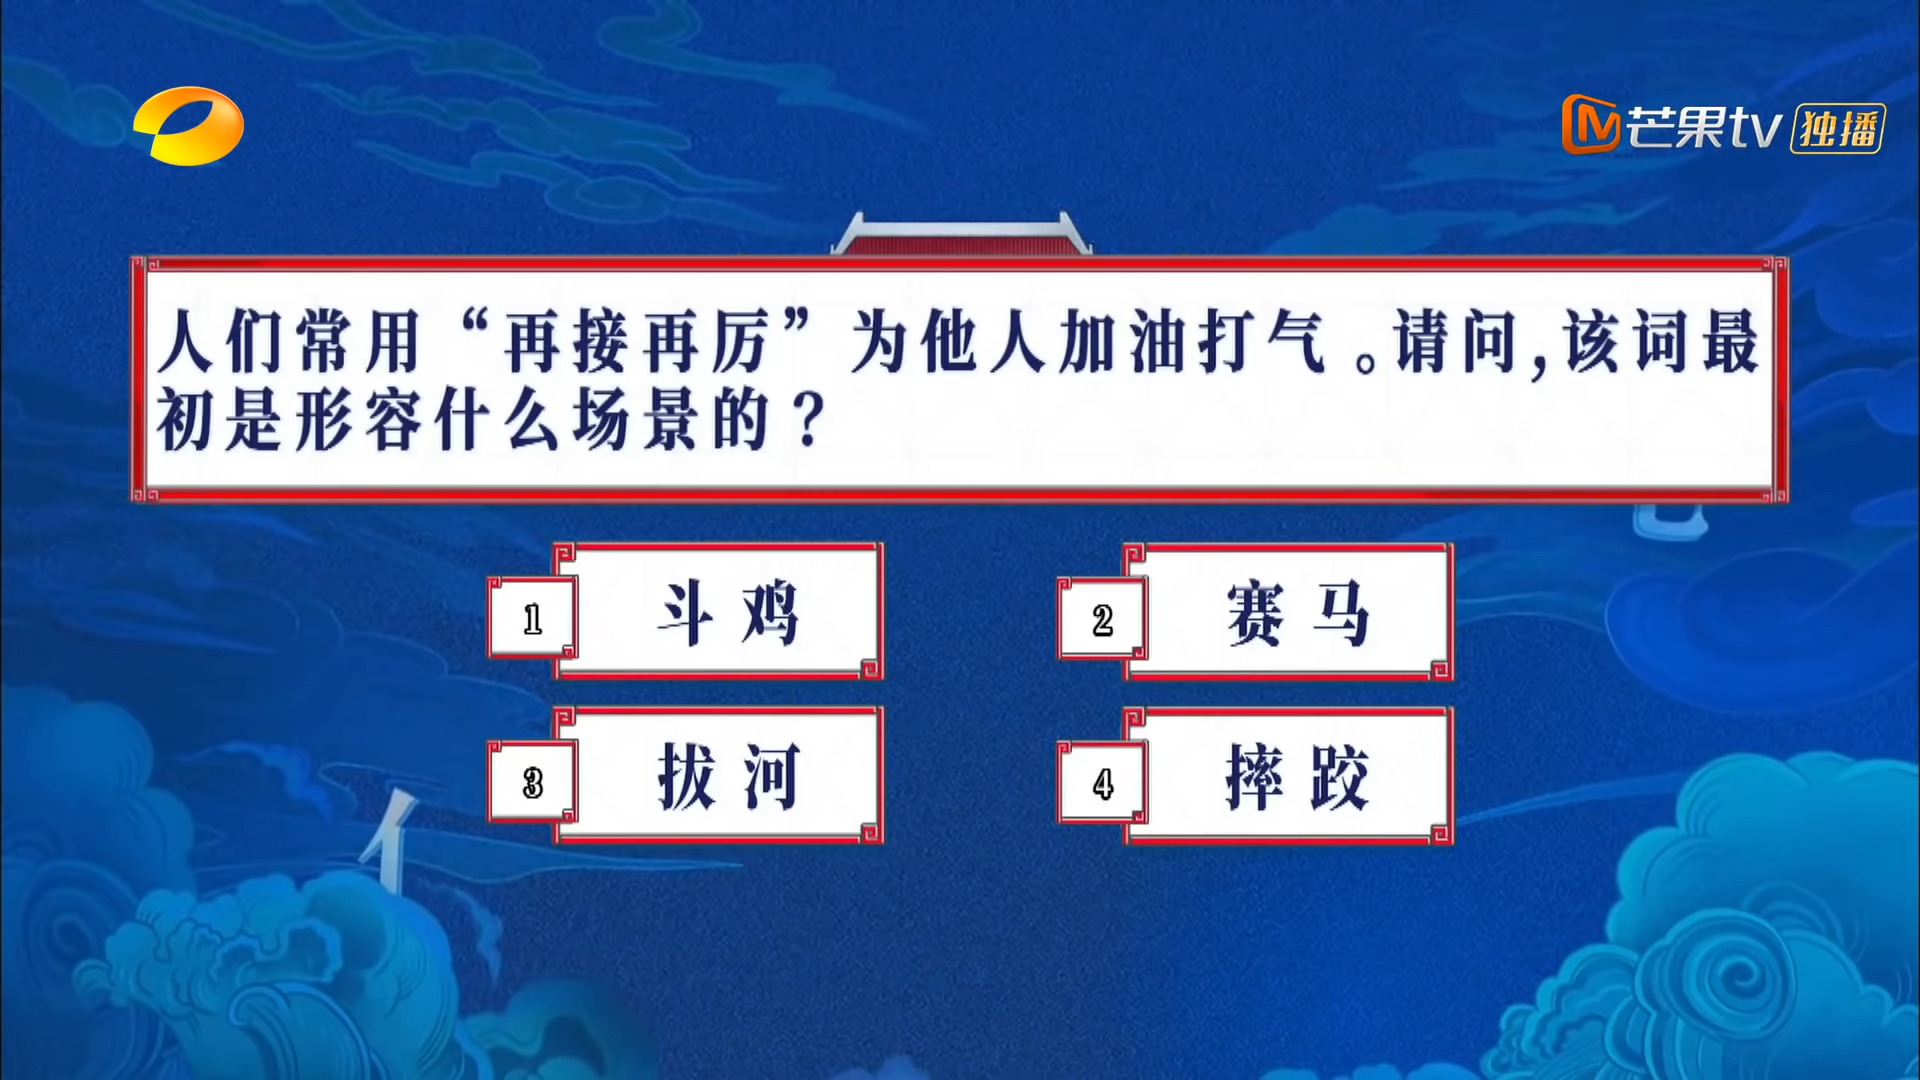 芒果tv 独播
人们常用“再接再厉”为他人加油打气。请问,该词最
初是形容什么场景的？
1 斗鸡
2 赛马
3 拔河
4 摔跤